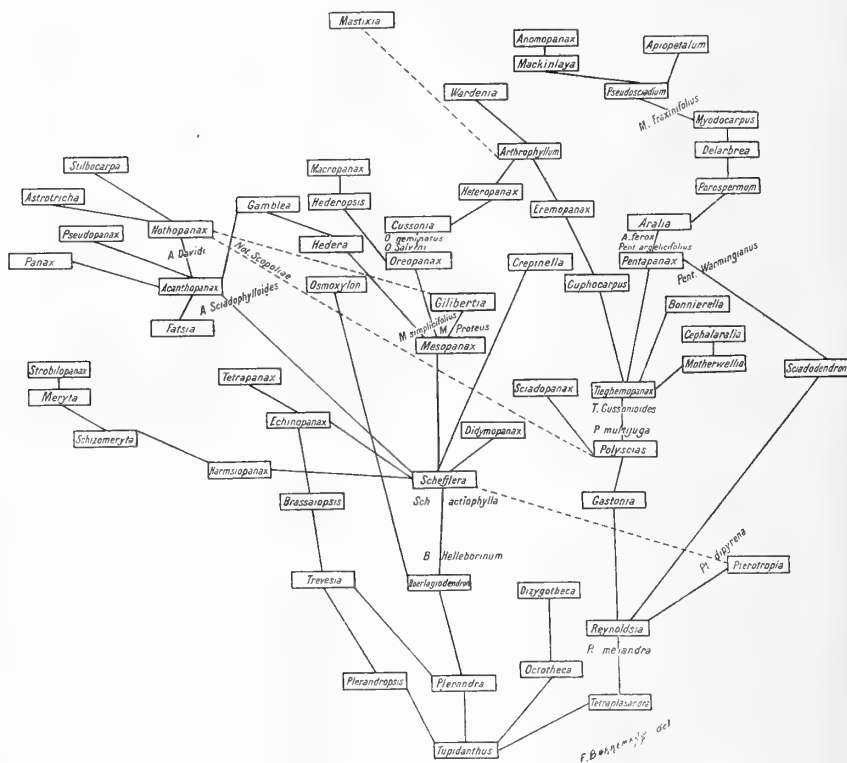 Mastixia
Anomopanax
Apiopetalum
Mackinlaya
Wardenia
Pseudosciadium
M. Fraxinifolius
Myodocarpus
Arthrophyllum
Delarbrea
Stilbocarpa
Macropanax
Heteropanax
Porospermum
Astrotricha
Gamblea
Hederopsis
Eremopanax
Nothopanax
Cussonia
Aralia
Pseudopanax
A. Davidi
Not Scopoliae
Hedera
O geminatus
O Salvini
A. ferox
Pent angelicifolius
Panax
Oreopanax
Crepinella
Pentapanax
Pent. Warmingianus
Acanthopanax
Osmoxylon
Cuphocarpus
A Sciadophylloides
Gilibertia
Bonnierella
Fatsia
M simplicifolius
M Proteus
Mesopanax
Cephalaralia
Strobilopanax
Tetrapanax
Sciadopanax
Tieghemopanax
Motherwellia
Sciadodendron
Meryta
T. Cussonioides
Echinopanax
Didymopanax
P multijuga
Schizomeryta
Polyscias
Harmsiopanax
Schefflera
Sch actiophylla
Brassaiopsis
Gastonia
B Helleborinum
Pt dipyrena
Pterotropia
Trevesia
Boerlagiodendron
Dizygotheca
Reynoldsia
P. meiandra
Plerandropsis
Plerandra
Octotheca
Tetraplasandra
Tupidanthus
del